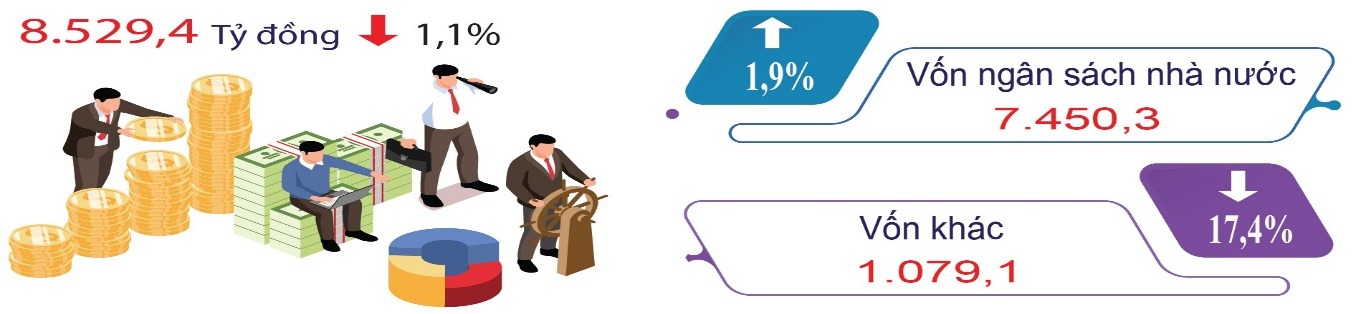 8.529,4 Tỷ đồng 1,1%
1,9%
Vốn ngân sách nhà nước
7.450,3
17,4%
Vốn khác
1.079,1